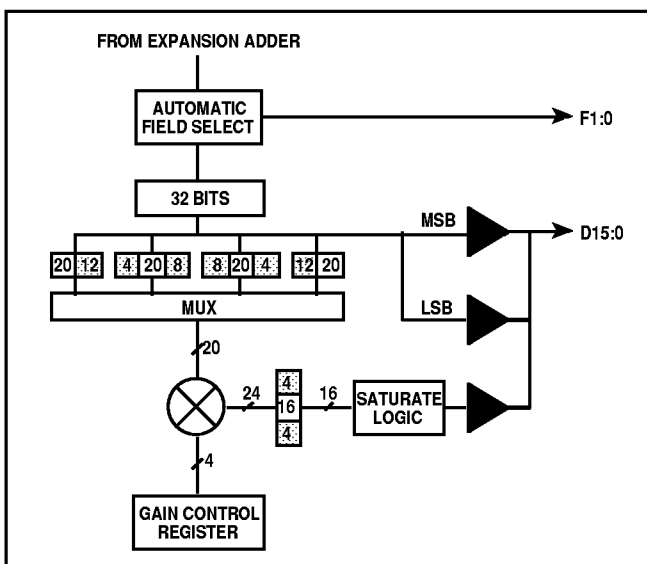 FROM EXPANSION ADDER
AUTOMATIC
FIELD SELECT
F1:0
32 BITS
MSB
D15:0
20 12
4 20 8
8 20 4
12 20
MUX
LSB
20
24
4
16
4
16
SATURATE
LOGIC
4
GAIN CONTROL
REGISTER